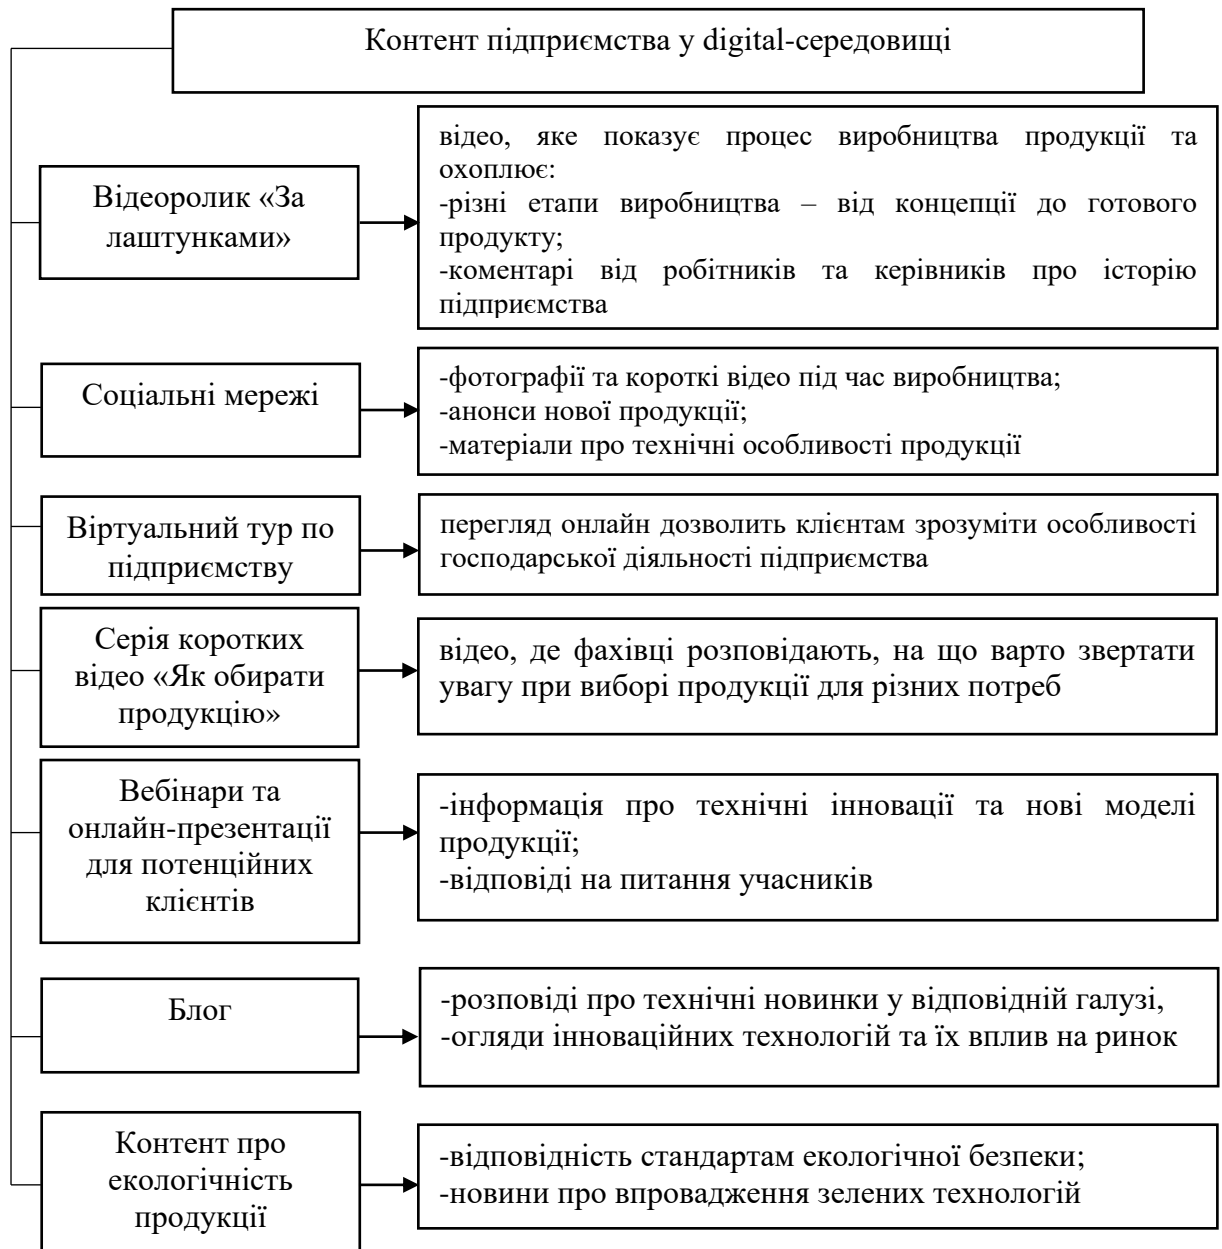 Контент підприємства у digital-середовищі
Відеоролик «За
лаштунками»
відео, яке показує процес виробництва продукції та
охоплює:
-різні етапи виробництва – від концепції до готового
продукту;
-коментарі від робітників та керівників про історію
підприємства
Соціальні мережі
-фотографії та короткі відео під час виробництва;
-анонси нової продукції;
-матеріали про технічні особливості продукції
Віртуальний тур по
підприємству
перегляд онлайн дозволить клієнтам зрозуміти особливості
господарської діяльності підприємства
Серія коротких
відео «Як обирати
продукцію»
відео, де фахівці розповідають, на що варто звертати
увагу при виборі продукції для різних потреб
Вебінари та
онлайн-презентації
для потенційних
клієнтів
-інформація про технічні інновації та нові моделі
продукції;
-відповіді на питання учасників
Блог
-розповіді про технічні новинки у відповідній галузі,
-огляди інноваційних технологій та їх вплив на ринок
Контент про
екологічність
продукції
-відповідність стандартам екологічної безпеки;
-новини про впровадження зелених технологій